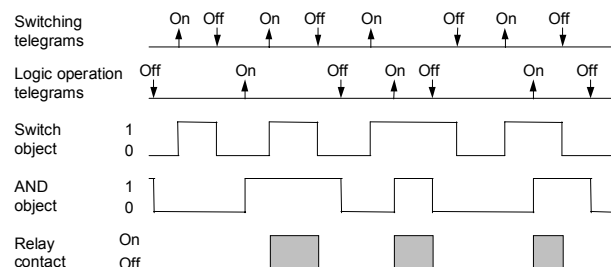 Switching On Off On Off On Off On Off
telegrams
Logic operation Off On Off On Off On Off
telegrams
Switch 1
object 0
AND 1
object 0
Relay On
contact Off